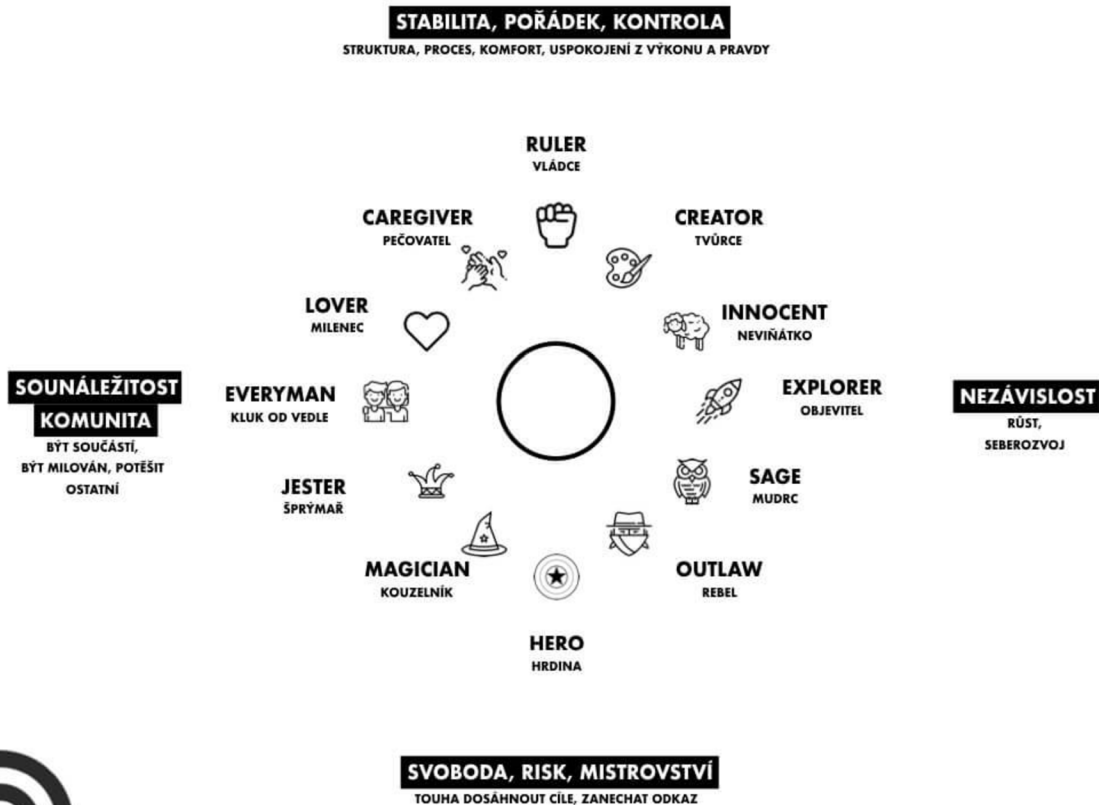 STABILITA, POŘÁDEK, KONTROLA
STRUKTURA, PROCES, KOMFORT, USPOKOJENÍ Z VÝKONU A PRAVDY
RULER
VLÁDCE
CAREGIVER
PEČOVATEL
CREATOR
TVŮRCE
LOVER
MILENEC
INNOCENT
NEVIŇÁTKO
SOUNÁLEŽITOST
KOMUNITA
BÝT SOUČÁSTÍ,
BÝT MILOVÁN, POTĚŠIT
OSTATNÍ
EVERYMAN
KLUK OD VEDLE
EXPLORER
OBJEVITEL
NEZÁVISLOST
RŮST,
SEBEROZVOJ
JESTER
ŠPRÝMAŘ
SAGE
MUDRC
MAGICIAN
KOUZELNÍK
OUTLAW
REBEL
HERO
HRDINA
SVOBODA, RISK, MISTROVSTVÍ
TOUHA DOSÁHNOUT CÍLE, ZANECHAT ODKAZ